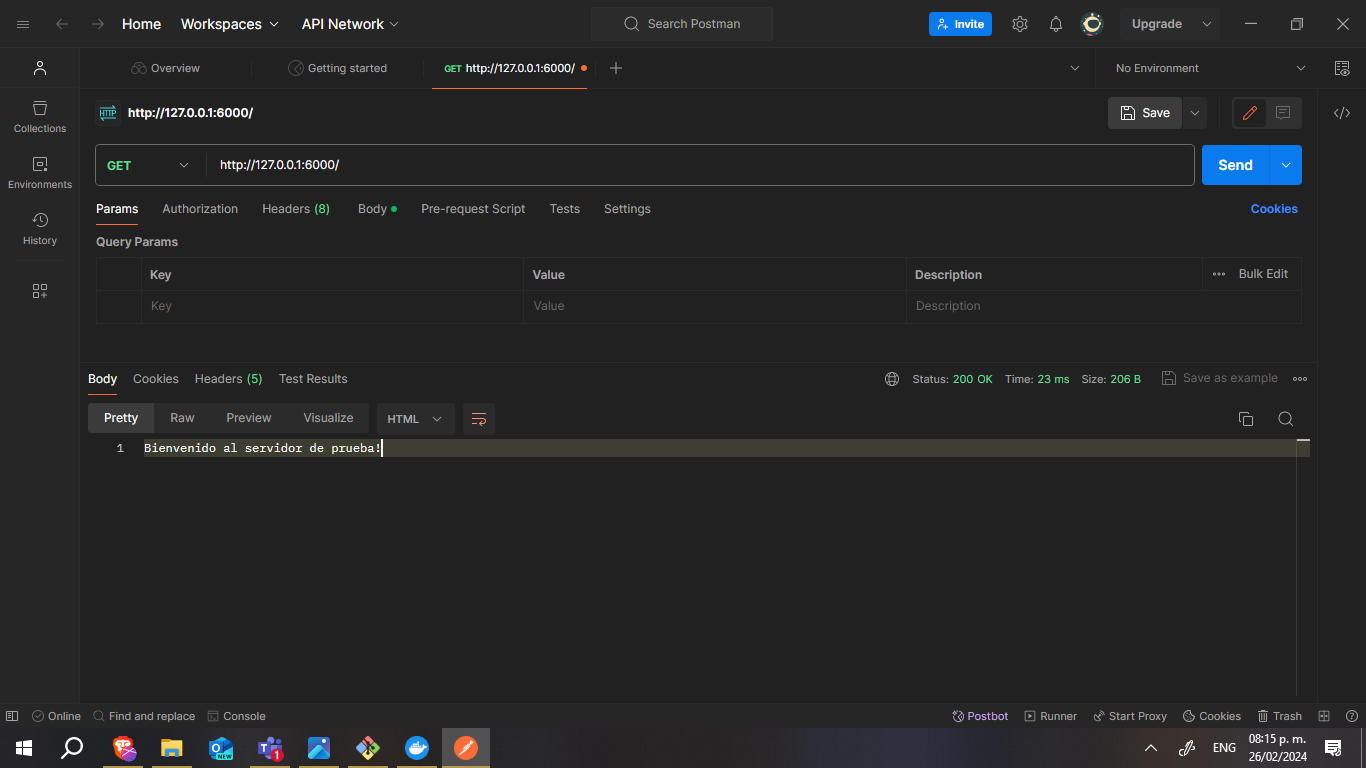 Home Workspaces API Network Search Postman Invite Upgrade
Overview Getting started GET http://127.0.0.1:6000/ No Environment
HTTP http://127.0.0.1:6000/ Save
Collections
GET http://127.0.0.1:6000/ Send
Environments
Params Authorization Headers (8) Body Pre-request Script Tests Settings Cookies
History
Query Params
Key Value Description Bulk Edit
Key Value Description
Body Cookies Headers (5) Test Results Status: 200 OK Time: 23 ms Size: 206 B Save as example
Pretty Raw Preview Visualize HTML
1 Bienvenido al servidor de prueba!
Online Find and replace Console Postbot Runner Start Proxy Cookies Trash
NEW 1 ENG 08:15 p. m.
26/02/2024